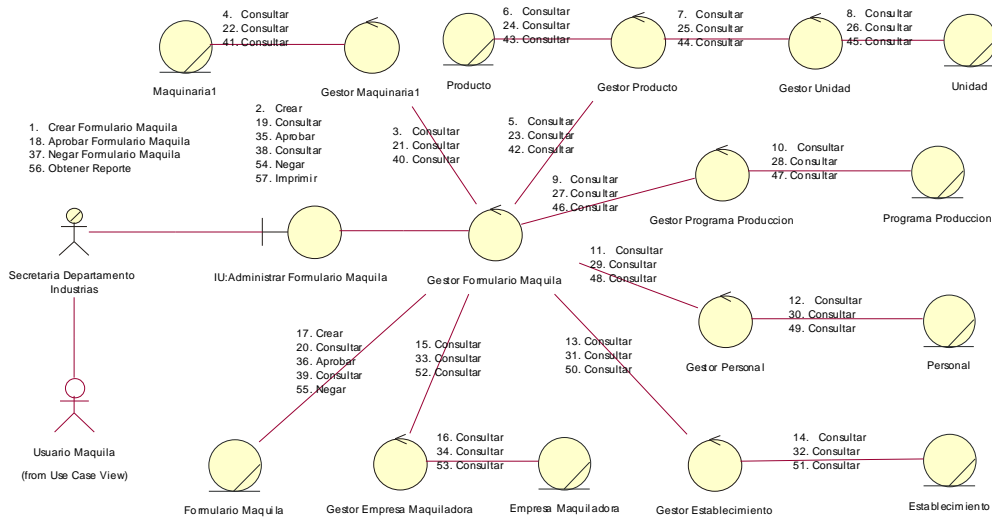 4. Consultar
22. Consultar
41. Consultar
6. Consultar
24. Consultar
43. Consultar
7. Consultar
25. Consultar
44. Consultar
8. Consultar
26. Consultar
45. Consultar
Maquinaria1
Gestor Maquinaria1
Producto
Gestor Producto
Gestor Unidad
Unidad
1. Crear Formulario Maquila
18. Aprobar Formulario Maquila
37. Negar Formulario Maquila
56. Obtener Reporte
2. Crear
19. Consultar
35. Aprobar
38. Consultar
54. Negar
57. Imprimir
3. Consultar
21. Consultar
40. Consultar
5. Consultar
23. Consultar
42. Consultar
9. Consultar
27. Consultar
46. Consultar
10. Consultar
28. Consultar
47. Consultar
Gestor Programa Produccion
Programa Produccion
Secretaria Departamento
Industrias
IU:Administrar Formulario Maquila
Gestor Formulario Maquila
11. Consultar
29. Consultar
48. Consultar
12. Consultar
30. Consultar
49. Consultar
Gestor Personal
Personal
17. Crear
20. Consultar
36. Aprobar
39. Consultar
55. Negar
15. Consultar
33. Consultar
52. Consultar
13. Consultar
31. Consultar
50. Consultar
Usuario Maquila
(from Use Case View)
16. Consultar
34. Consultar
53. Consultar
14. Consultar
32. Consultar
51. Consultar
Formulario Maquila
Gestor Empresa Maquiladora
Empresa Maquiladora
Gestor Establecimiento
Establecimiento